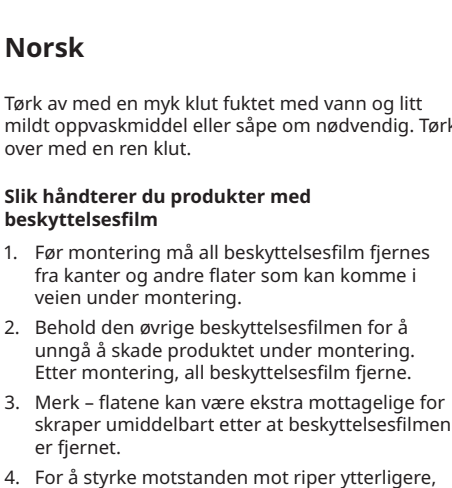 Norsk
Tørk av med en myk klut fuktet med vann og litt
mildt oppvaskmiddel eller såpe om nødvendig. Tørk
over med en ren klut.
Slik håndterer du produkter med
beskyttelsesfilm
1. Før montering må all beskyttelsesfilm fjernes
fra kanter og andre flater som kan komme i
veien under montering.
2. Behold den øvrige beskyttelsesfilmen for å
unngå å skade produktet under montering.
Etter montering, all beskyttelsesfilm fjerne.
3. Merk – flatene kan være ekstra mottagelige for
skraper umiddelbart etter at beskyttelsesfilmen
er fjernet.
4. For å styrke motstanden mot riper ytterligere,